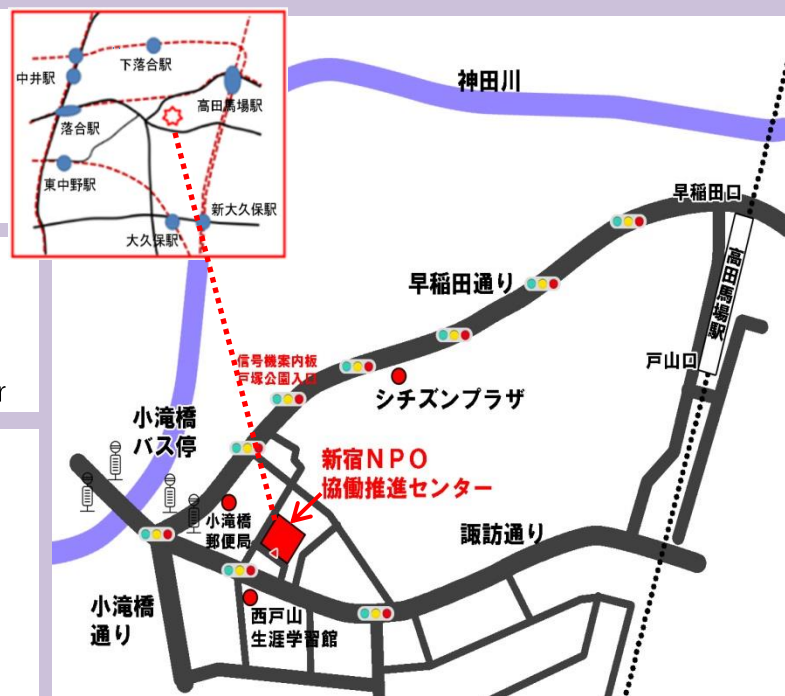 中井駅
下落合駅
高田馬場駅
落合駅
東中野駅
新大久保駅
大久保駅
神田川
早稲田口
高田馬場駅
早稲田通り
戸山口
信号機案内板
戸塚公園入口
シチズンプラザ
小滝橋
バス停
新宿NPO
協働推進センター
小滝橋
郵便局
諏訪通り
小滝橋
通り
西戸山
生涯学習館
r